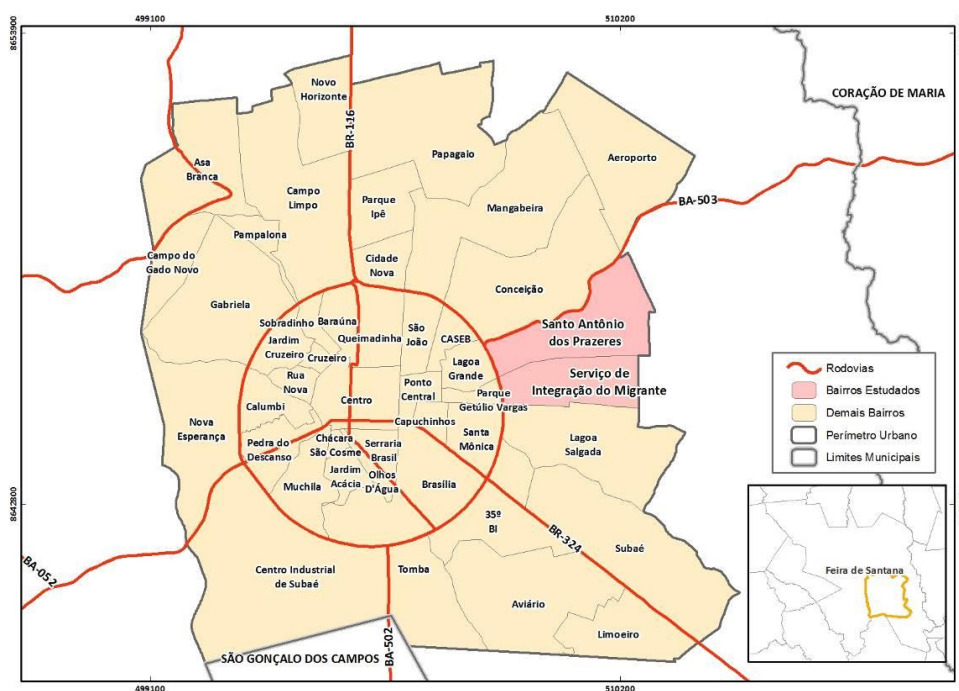 499100
510200
8653900
Novo
Horizonte
CORAÇÃO DE MARIA
BR-116
Papagaio
Aeroporto
Asa
Branca
Campo
Limpo
Parque
Ipê
Mangabeira
BA-503
Pampalona
Campo do
Gado Novo
Cidade
Nova
Conceição
Gabriela
Sobradinho
Baraúna
Queimadinha
São
João
CASEB
Santo Antônio
dos Prazeres
Jardim
Cruzeiro
Cruzeiro
Lagoa
Grande
Serviço de
Integração do Migrante
Rua
Nova
Centro
Ponto
Central
Parque
Getúlio Vargas
Calumbi
Nova
Esperança
Capuchinhos
Pedra do
Descanso
Chácara
São Cosme
Serraria
Brasil
Santa
Mônica
Lagoa
Salgada
Jardim
Acácia
Olhos
D'Água
Muchila
Brasília
35º
BI
BR-324
Subaé
BA-052
Centro Industrial
de Subaé
Tomba
Aviário
Limoeiro
BA-502
SÃO GONÇALO DOS CAMPOS
Rodovias
Bairros Estudados
Demais Bairros
Perímetro Urbano
Limites Municipais
Feira de Santana
499100
510200